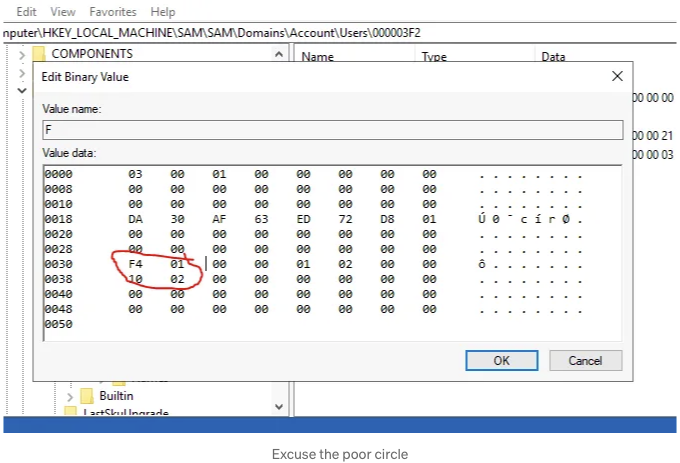 Edit View Favorites Help
nputer\HKEY_LOCAL_MACHINE\SAM\SAM\Domains\Account\Users\000003F2
COMPONENTS
Name Type Data
Edit Binary Value
Value name:
00 00 00
F
00 00 21
Value data:
00 00 03
0000 03 00 01 00 00 00 00 00 . . . . . . . .
0008 00 00 00 00 00 00 00 00 . . . . . . . .
0010 00 00 00 00 00 00 00 00 . . . . . . . .
0018 DA 30 AF 63 ED 72 D8 01 Ú 0 ¯ c í r Ø .
0020 00 00 00 00 00 00 00 00 . . . . . . . .
0028 00 00 00 00 00 00 00 00 . . . . . . . .
0030 F4 01 00 00 01 02 00 00 ô . . . . . . .
0038 10 02 00 00 00 00 00 00 . . . . . . . .
0040 00 00 00 00 00 00 00 00 . . . . . . . .
0048 00 00 00 00 00 00 00 00 . . . . . . . .
0050
OK Cancel
Builtin
LastSkuUpgrade
Excuse the poor circle